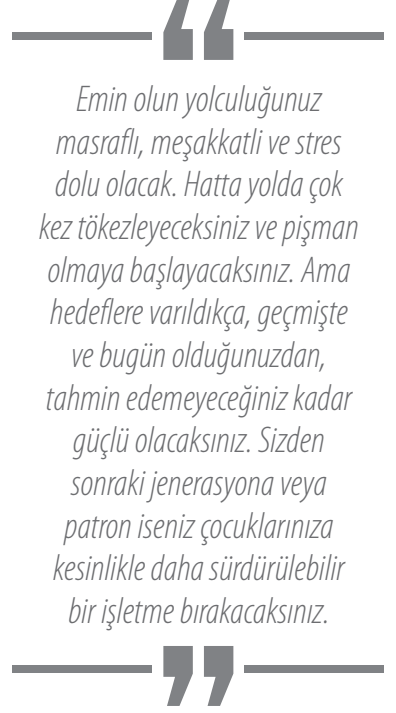 Emin olun yolculuğunuz
masraflı, meşakkatli ve stres
dolu olacak. Hatta yolda çok
kez tökezleyeceksiniz ve pişman
olmaya başlayacaksınız. Ama
hedeflere varıldıkça, geçmişte
ve bugün olduğunuzdan,
tahmin edemeyeceğiniz kadar
güçlü olacaksınız. Sizden
sonraki jenerasyona veya
patron iseniz çocuklarınıza
kesinlikle daha sürdürülebilir
bir işletme bırakacaksınız.